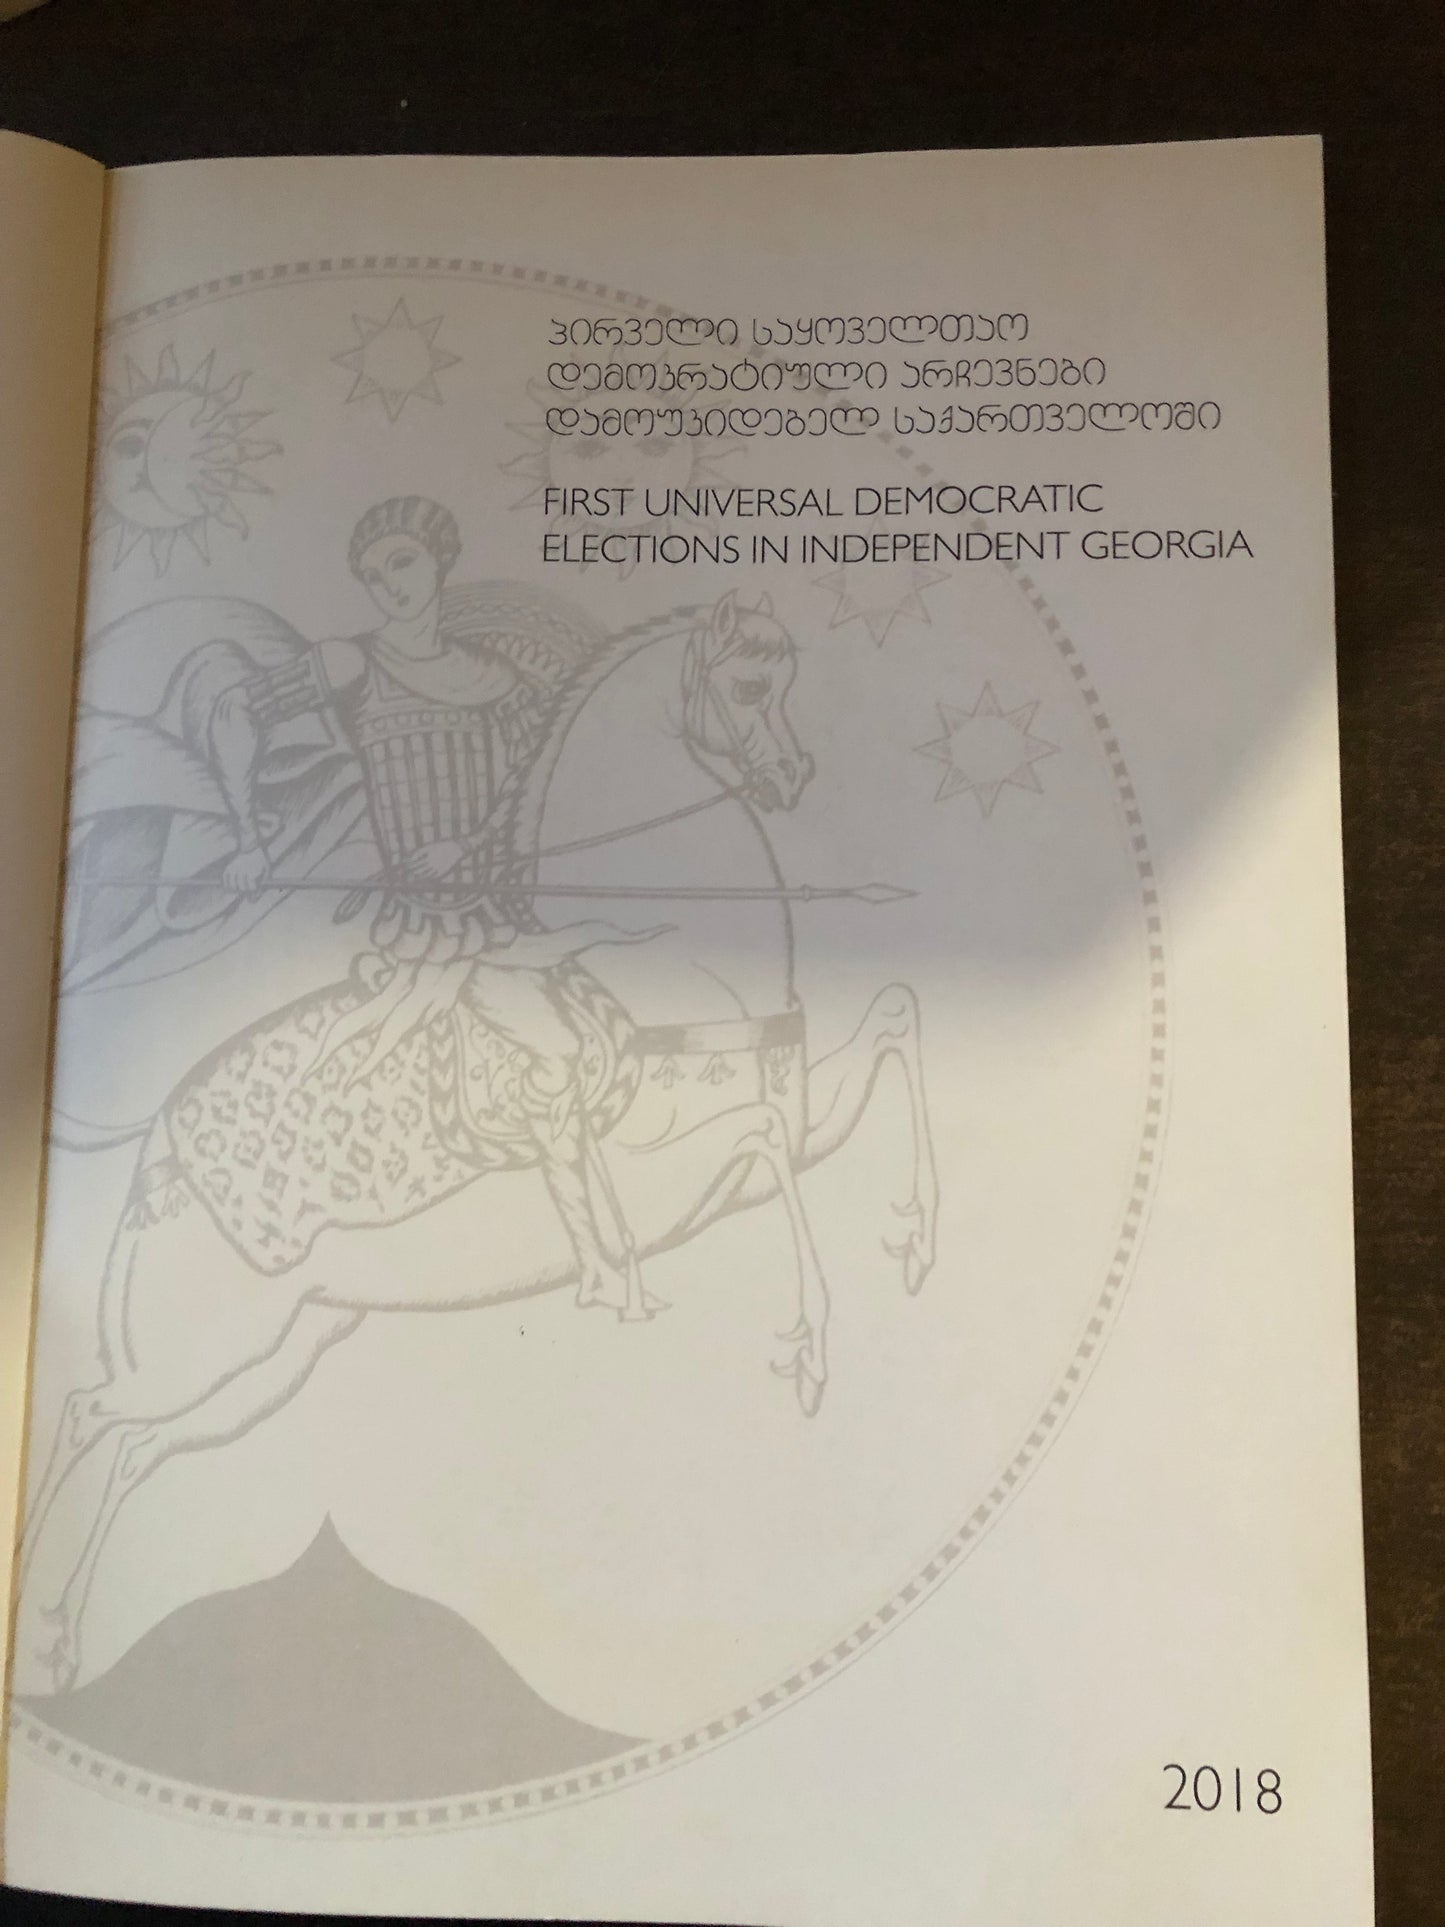 პირველი საყოველთაო
დემოკრატიული არჩევნები
დამოუკიდებელ საქართველოში
FIRST UNIVERSAL DEMOCRATIC
ELECTIONS IN INDEPENDENT GEORGIA
2018